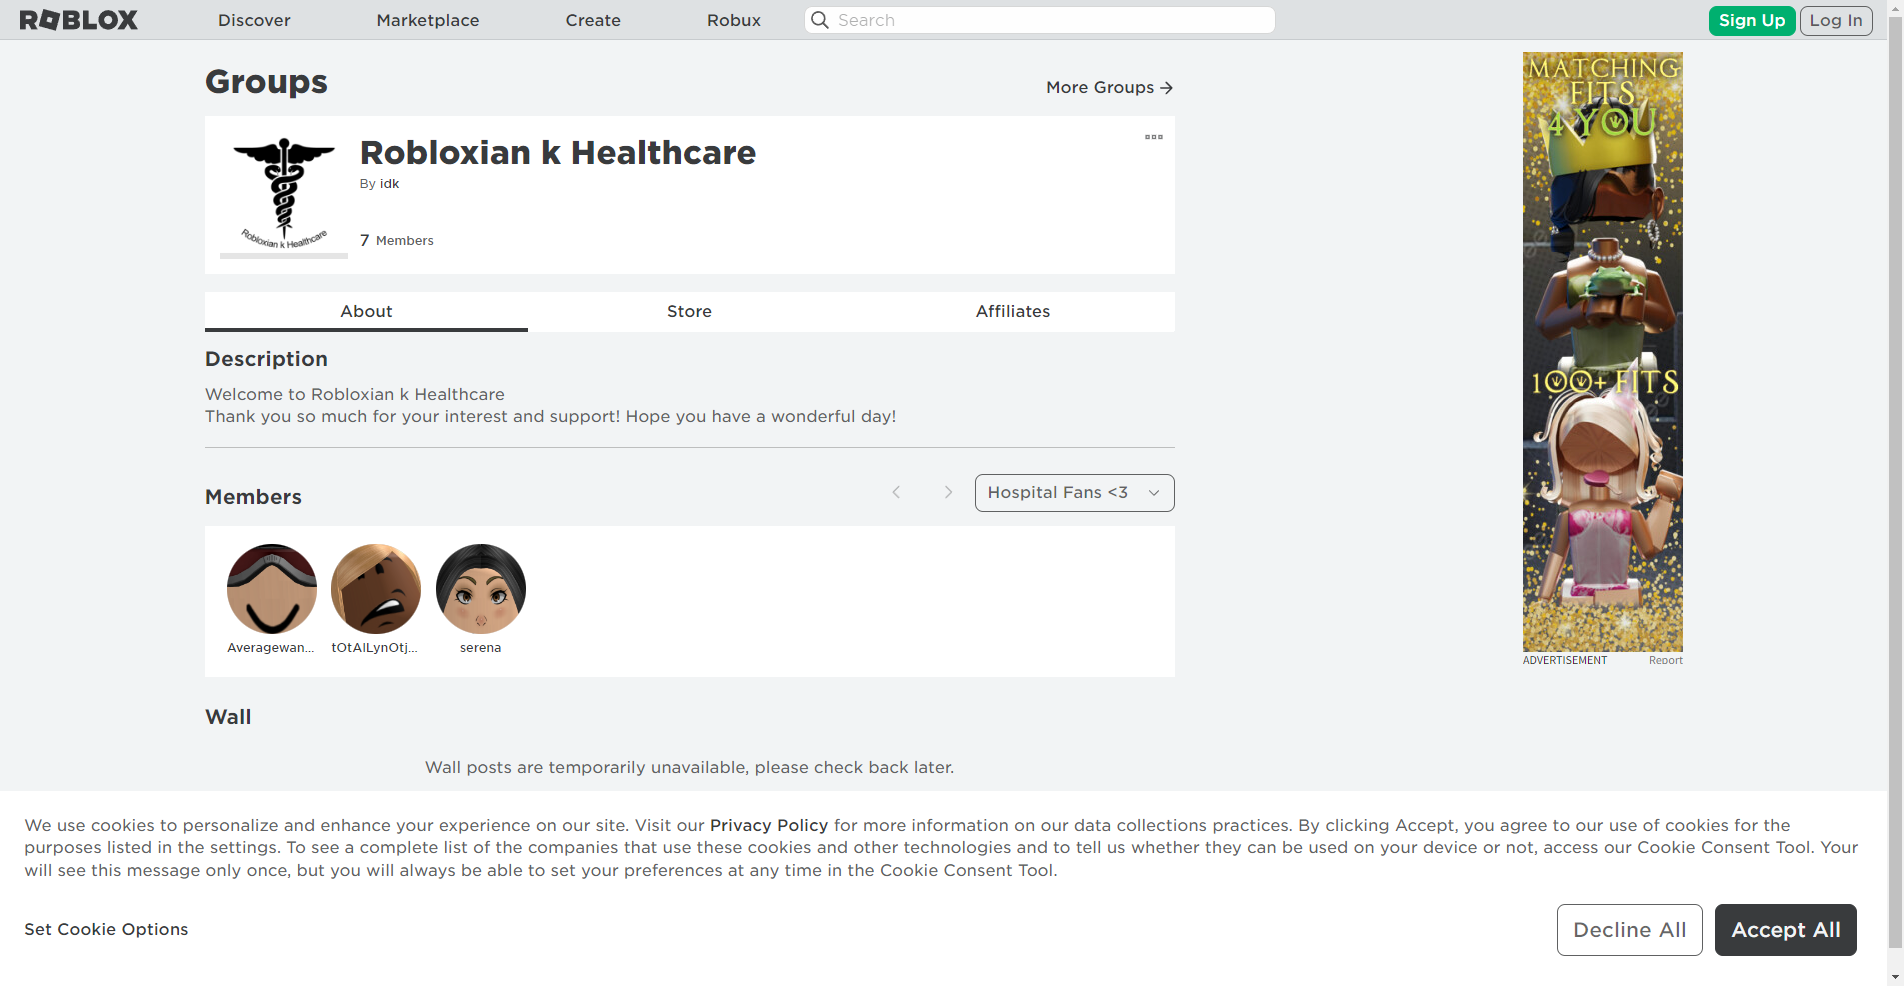 ROBLOX
Discover
Marketplace
Create
Robux
Search
Sign Up
Log In
Groups
More Groups
Robloxian k Healthcare
Robloxian k Healthcare
By idk
7 Members
About
Store
Affiliates
Description
Welcome to Robloxian k Healthcare
Thank you so much for your interest and support! Hope you have a wonderful day!
Members
Hospital Fans <3
Averagewan...
tOtAlLynOtj...
serena
Wall
Wall posts are temporarily unavailable, please check back later.
MATCHING
FITS
4 YOU
100+ FITS
ADVERTISEMENT
Report
We use cookies to personalize and enhance your experience on our site. Visit our Privacy Policy for more information on our data collections practices. By clicking Accept, you agree to our use of cookies for the
purposes listed in the settings. To see a complete list of the companies that use these cookies and other technologies and to tell us whether they can be used on your device or not, access our Cookie Consent Tool. Your
will see this message only once, but you will always be able to set your preferences at any time in the Cookie Consent Tool.
Set Cookie Options
Decline All
Accept All